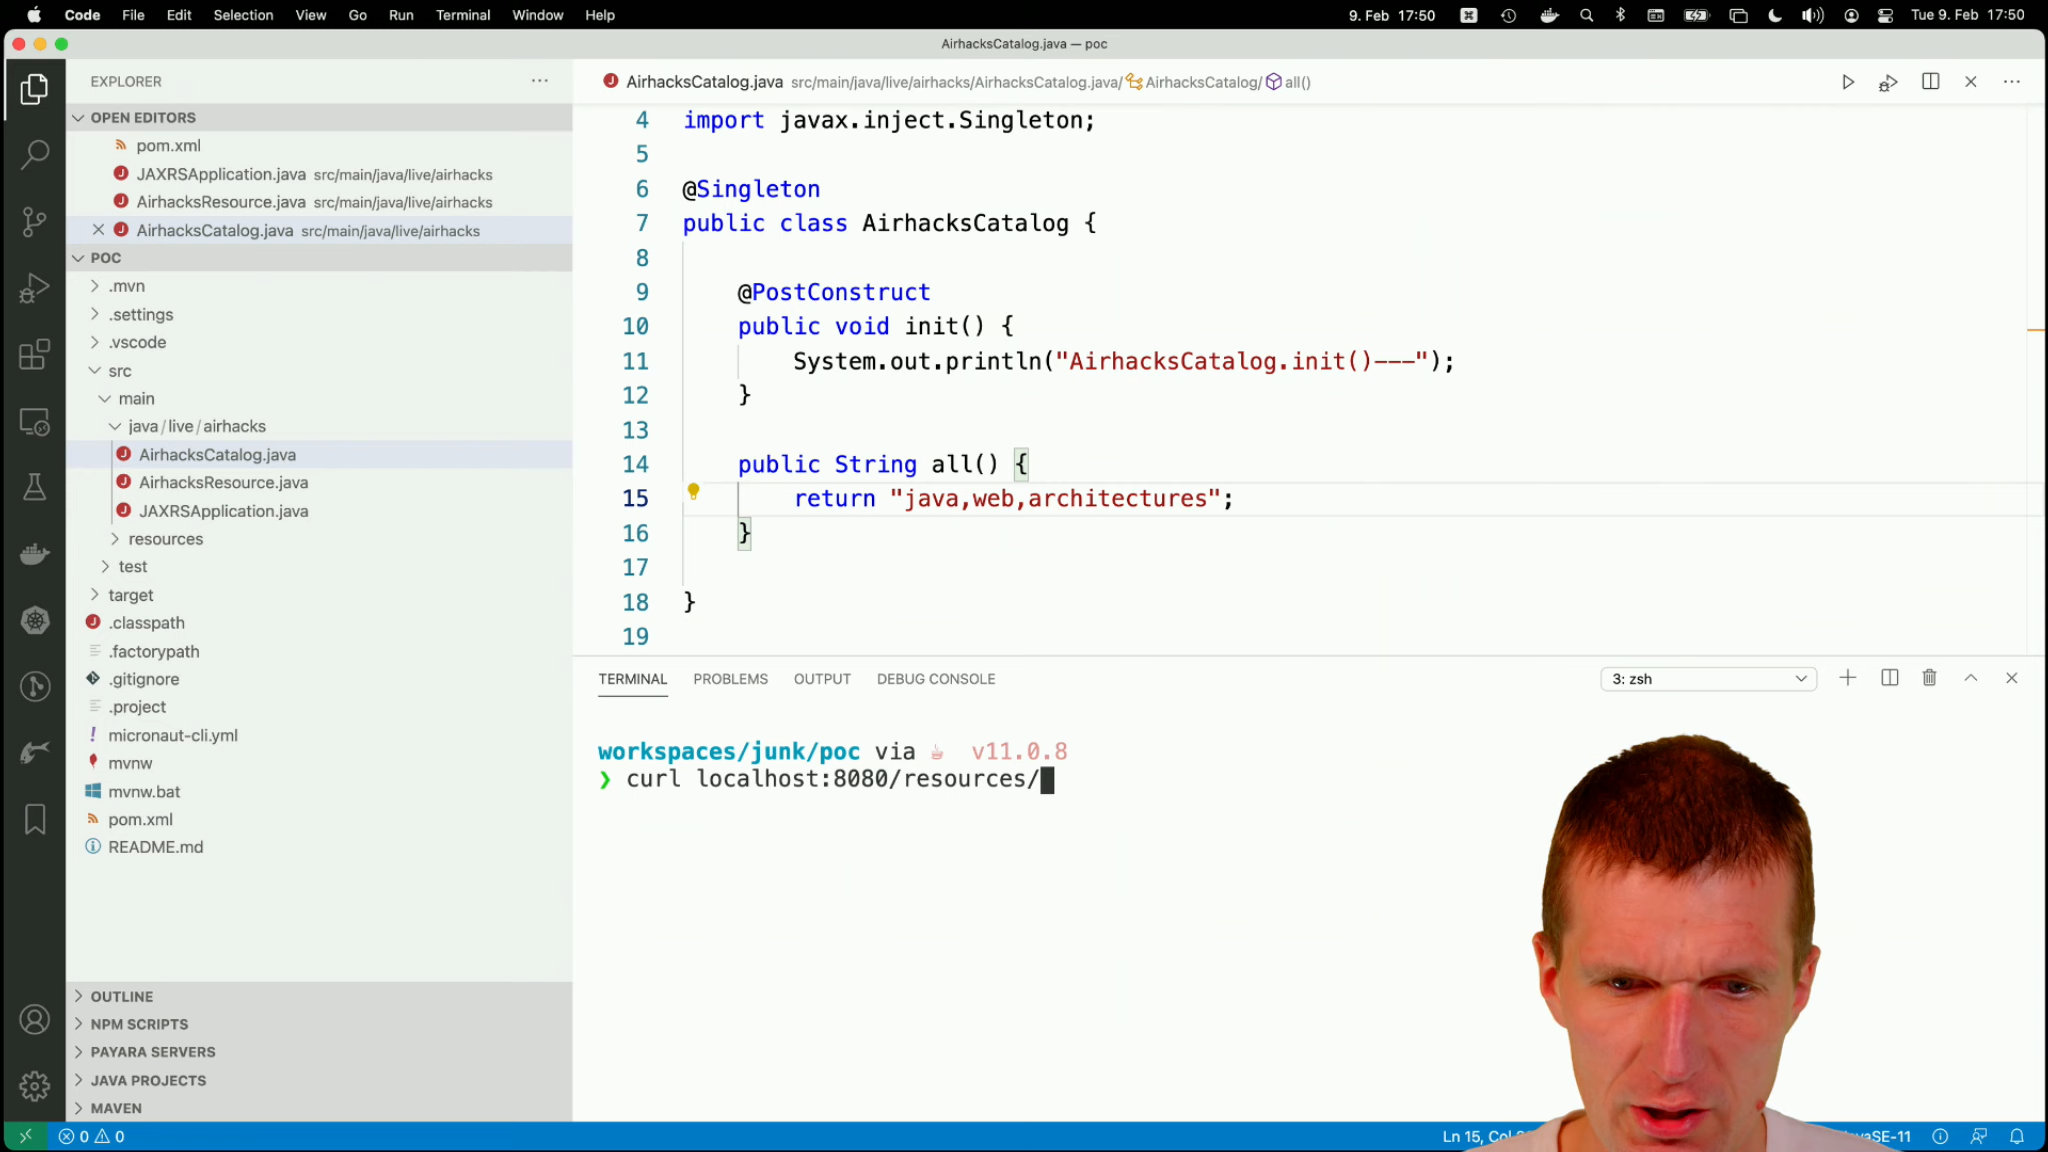 Code File Edit Selection View Go Run Terminal Window Help 9. Feb 17:50 Tue 9. Feb 17:50
AirhacksCatalog.java — poc
EXPLORER
OPEN EDITORS
pom.xml
JAXRSApplication.java src/main/java/live/airhacks
AirhacksResource.java src/main/java/live/airhacks
AirhacksCatalog.java src/main/java/live/airhacks
POC
.mvn
.settings
.vscode
src
main
java/live/airhacks
AirhacksCatalog.java
AirhacksResource.java
JAXRSApplication.java
resources
test
target
.classpath
.factorypath
.gitignore
.project
micronaut-cli.yml
mvnw
mvnw.bat
pom.xml
README.md
OUTLINE
NPM SCRIPTS
PAYARA SERVERS
JAVA PROJECTS
MAVEN
AirhacksCatalog.java src/main/java/live/airhacks/AirhacksCatalog.java/ AirhacksCatalog/ all()
4 import javax.inject.Singleton;
5
6 @Singleton
7 public class AirhacksCatalog {
8
9 @PostConstruct
10 public void init() {
11 System.out.println("AirhacksCatalog.init()---");
12 }
13
14 public String all() {
15 return "java,web,architectures";
16 }
17
18 }
19
TERMINAL PROBLEMS OUTPUT DEBUG CONSOLE 3: zsh
workspaces/junk/poc via ☕ v11.0.8
❯ curl localhost:8080/resources/
0 0 Ln 15,